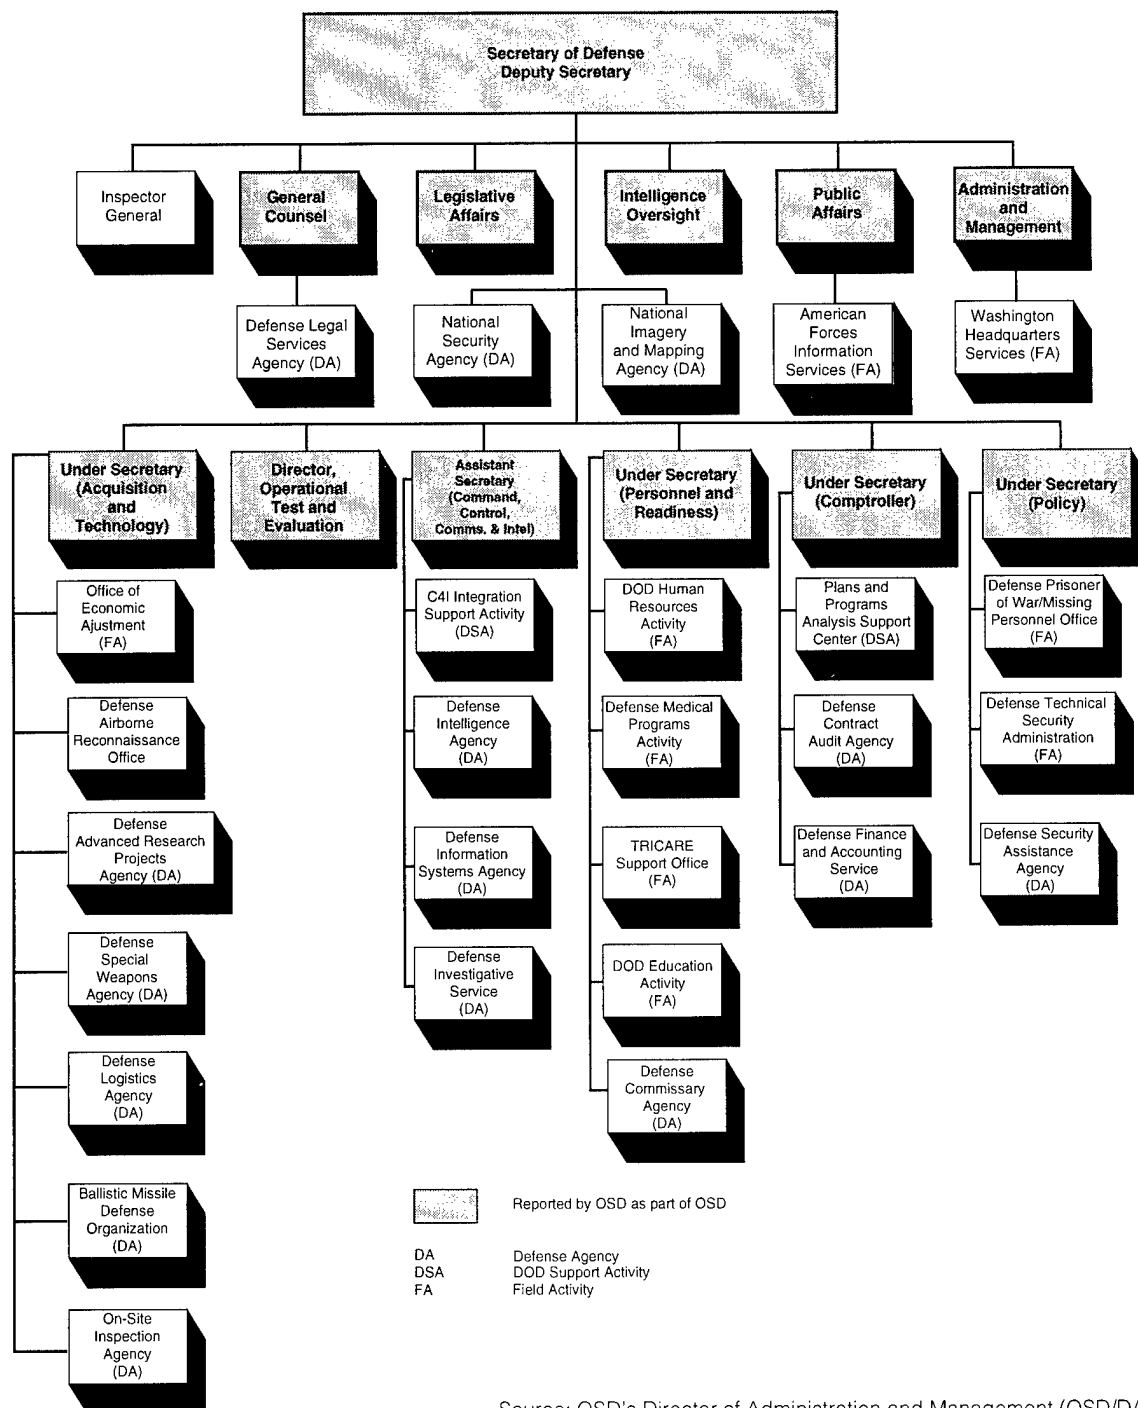 Secretary of Defense
Deputy Secretary
Inspector
General
General
Counsel
Legislative
Affairs
Intelligence
Oversight
Public
Affairs
Administration
and
Management
Defense Legal
Services
Agency (DA)
National
Security
Agency (DA)
National
Imagery
and Mapping
Agency (DA)
American
Forces
Information
Services (FA)
Washington
Headquarters
Services (FA)
Under Secretary
(Acquisition
and
Technology)
Director,
Operational
Test and
Evaluation
Assistant
Secretary
(Command,
Control,
Comms. & Intel)
Under Secretary
(Personnel and
Readiness)
Under Secretary
(Comptroller)
Under Secretary
(Policy)
Office of
Economic
Ajustment
(FA)
Defense
Airborne
Reconnaissance
Office
Defense
Advanced Research
Projects
Agency (DA)
Defense
Special
Weapons
Agency (DA)
Defense
Logistics
Agency
(DA)
Ballistic Missile
Defense
Organization
(DA)
On-Site
Inspection
Agency
(DA)
C4I Integration
Support Activity
(DSA)
Defense
Intelligence
Agency
(DA)
Defense
Information
Systems Agency
(DA)
Defense
Investigative
Service
(DA)
DOD Human
Resources
Activity
(FA)
Defense Medical
Programs
Activity
(FA)
TRICARE
Support Office
(FA)
DOD Education
Activity
(FA)
Defense
Commissary
Agency
(DA)
Plans and
Programs
Analysis Support
Center (DSA)
Defense
Contract
Audit Agency
(DA)
Defense Finance
and Accounting
Service
(DA)
Defense Prisoner
of War/Missing
Personnel Office
(FA)
Defense Technical
Security
Administration
(FA)
Defense Security
Assistance
Agency
(DA)
Reported by OSD as part of OSD
DA Defense Agency
DSA DOD Support Activity
FA Field Activity
Source: OSD's Director of Administration and Management